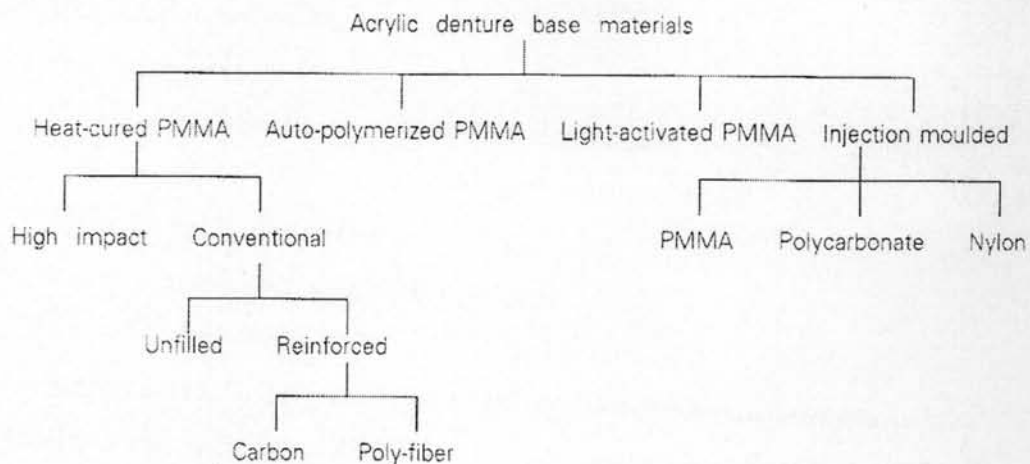 Acrylic denture base materials
Heat-cured PMMA Auto-polymerized PMMA Light-activated PMMA Injection moulded
High impact Conventional PMMA Polycarbonate Nylon
Unfilled Reinforced
Carbon Poly-fiber